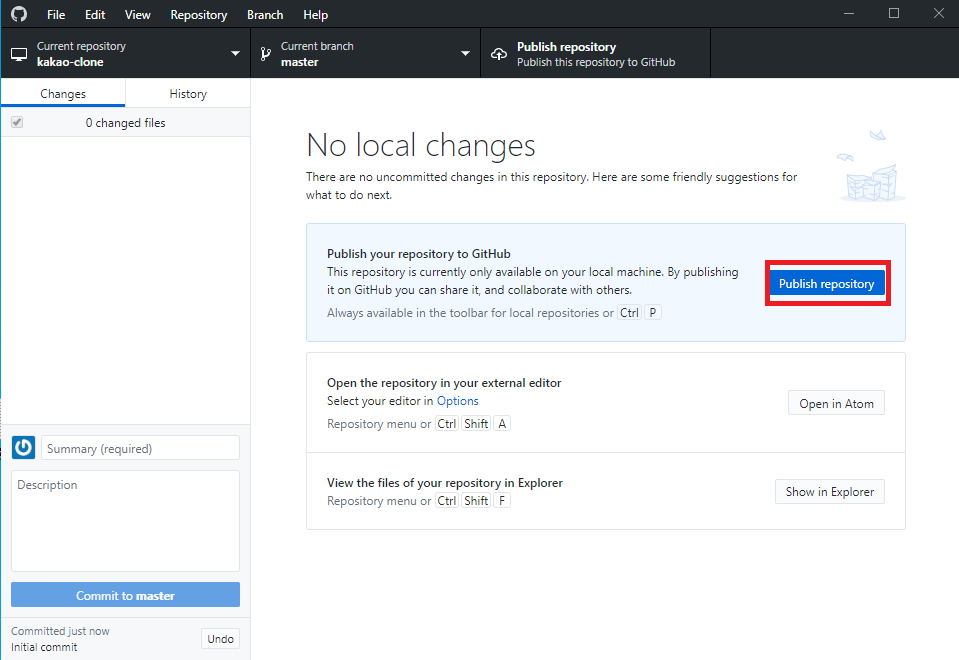 File Edit View Repository Branch Help
Current repository
kakao-clone
Current branch
master
Publish repository
Publish this repository to GitHub
Changes History
0 changed files
No local changes
There are no uncommitted changes in this repository. Here are some friendly suggestions for
what to do next.
Publish your repository to GitHub
This repository is currently only available on your local machine. By publishing
it on GitHub you can share it, and collaborate with others.
Always available in the toolbar for local repositories or Ctrl P
Publish repository
Open the repository in your external editor
Select your editor in Options
Repository menu or Ctrl Shift A
Open in Atom
View the files of your repository in Explorer
Repository menu or Ctrl Shift F
Show in Explorer
Summary (required)
Description
Commit to master
Committed just now
Initial commit
Undo